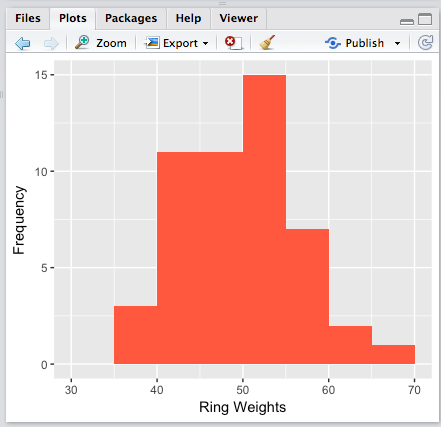 Files Plots Packages Help Viewer
Zoom Export Publish
15
10
5
0
Frequency
30 40 50 60 70
Ring Weights